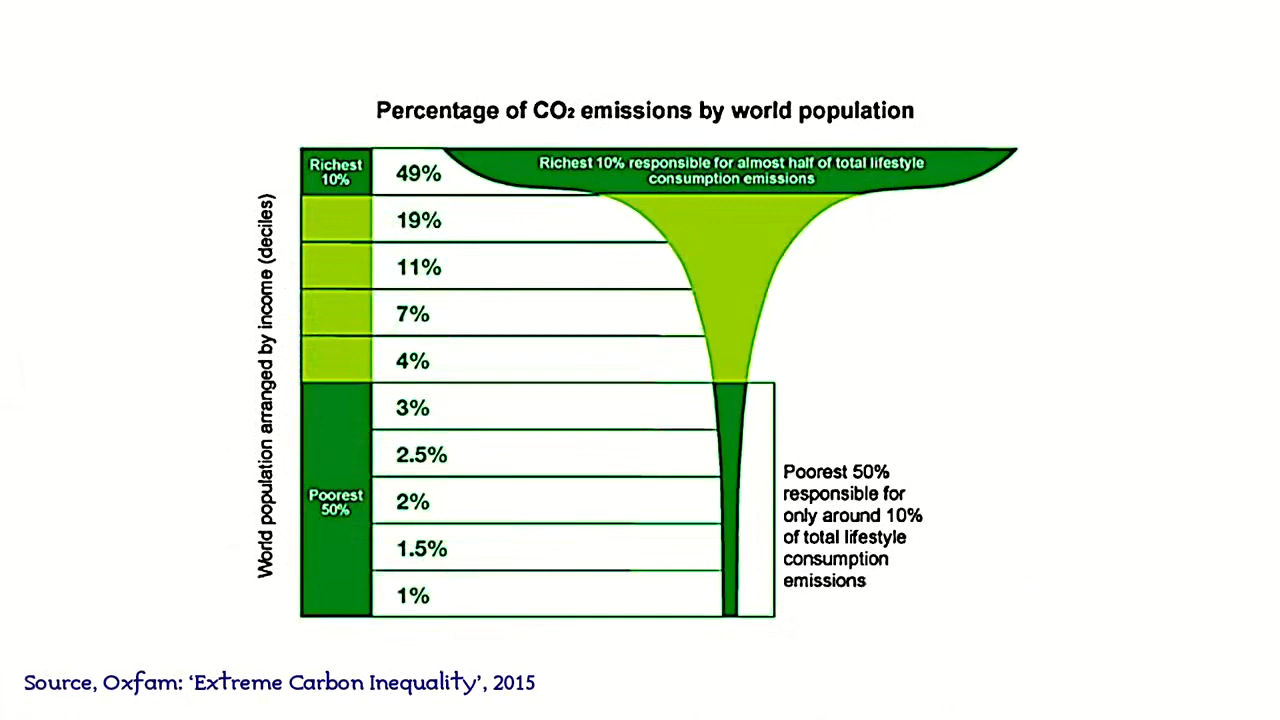 Percentage of CO₂ emissions by world population
World population arranged by income (deciles)
Richest
10%
49%
Richest 10% responsible for almost half of total lifestyle
consumption emissions
19%
11%
7%
4%
3%
2.5%
Poorest
50%
2%
1.5%
1%
Poorest 50%
responsible for
only around 10%
of total lifestyle
consumption
emissions
Source, Oxfam: ‘Extreme Carbon Inequality’, 2015